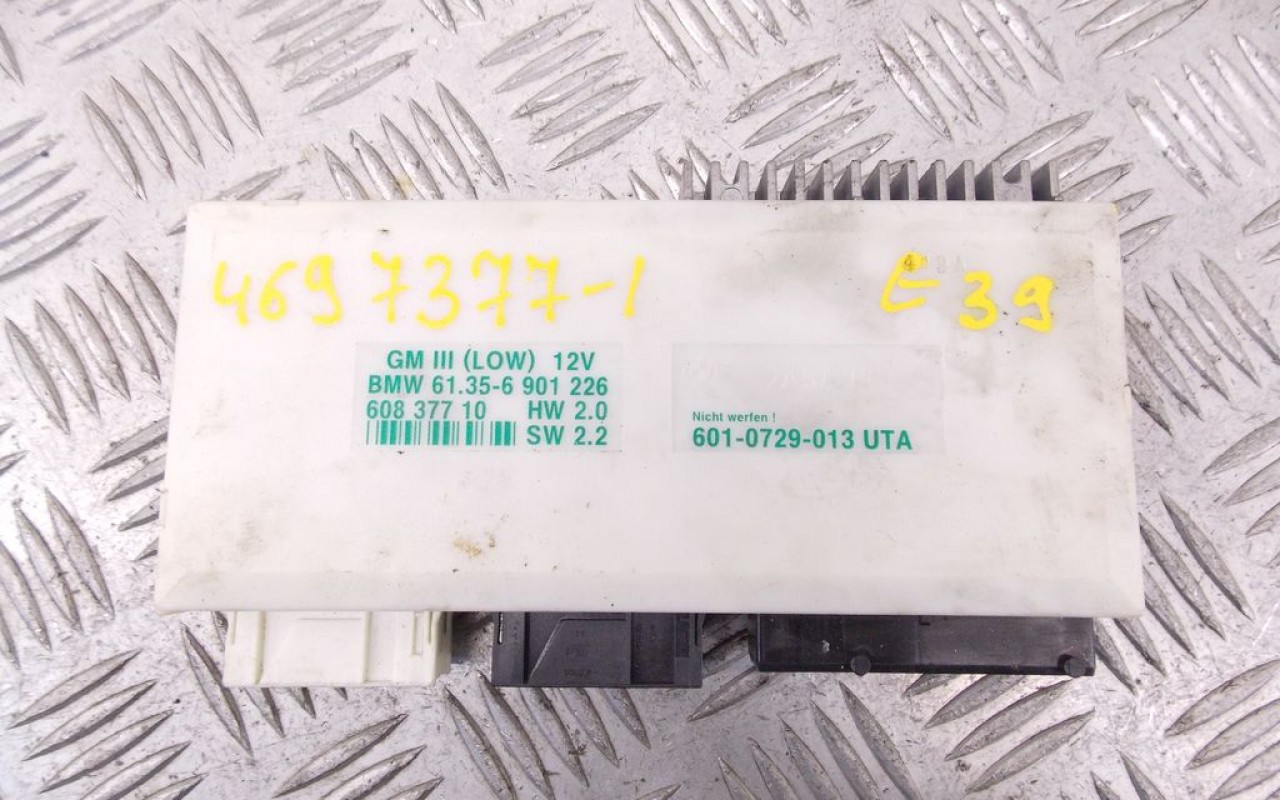 4697377-1
E39
GM III (LOW) 12V
BMW 61.35-6 901 226
608 377 10 HW 2.0
SW 2.2
Nicht werfen !
601-0729-013 UTA